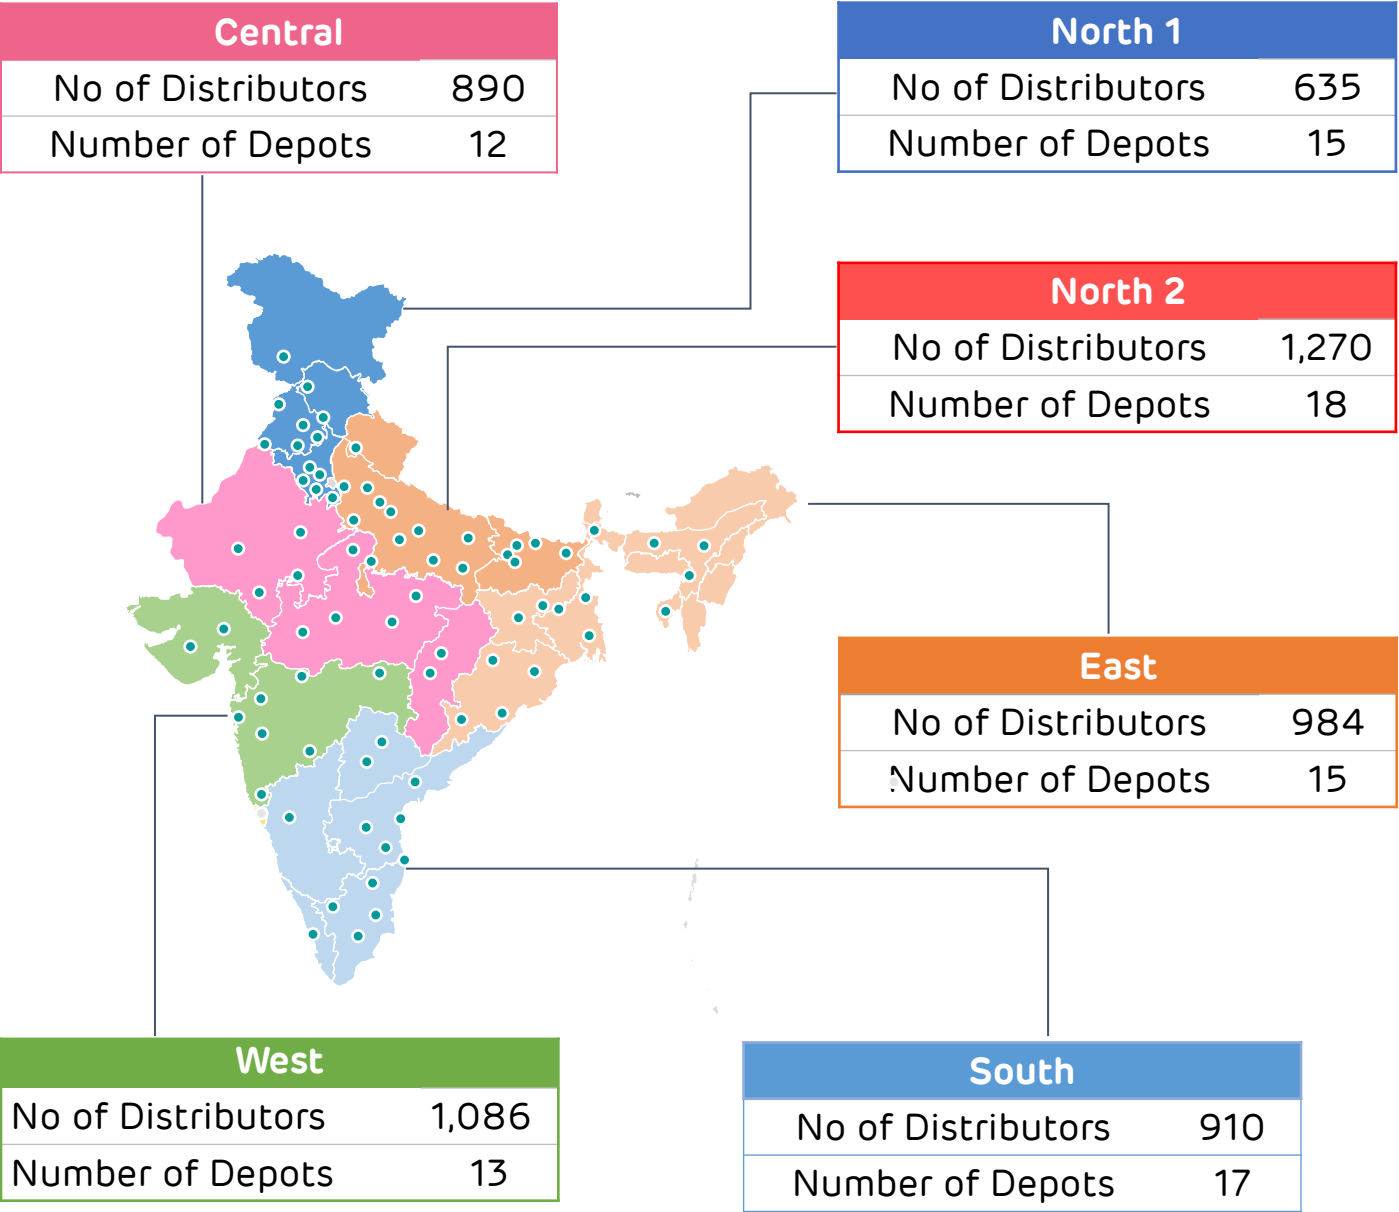 Central
No of Distributors 890
Number of Depots 12
North 1
No of Distributors 635
Number of Depots 15
North 2
No of Distributors 1,270
Number of Depots 18
East
No of Distributors 984
Number of Depots 15
West
No of Distributors 1,086
Number of Depots 13
South
No of Distributors 910
Number of Depots 17